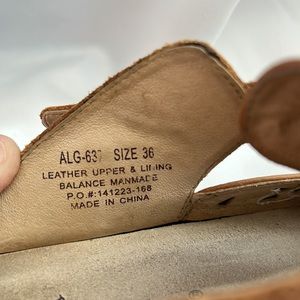 ALG-637 SIZE 36
LEATHER UPPER & LINING
BALANCE MANMADE
P.O.#:141223-168
MADE IN CHINA